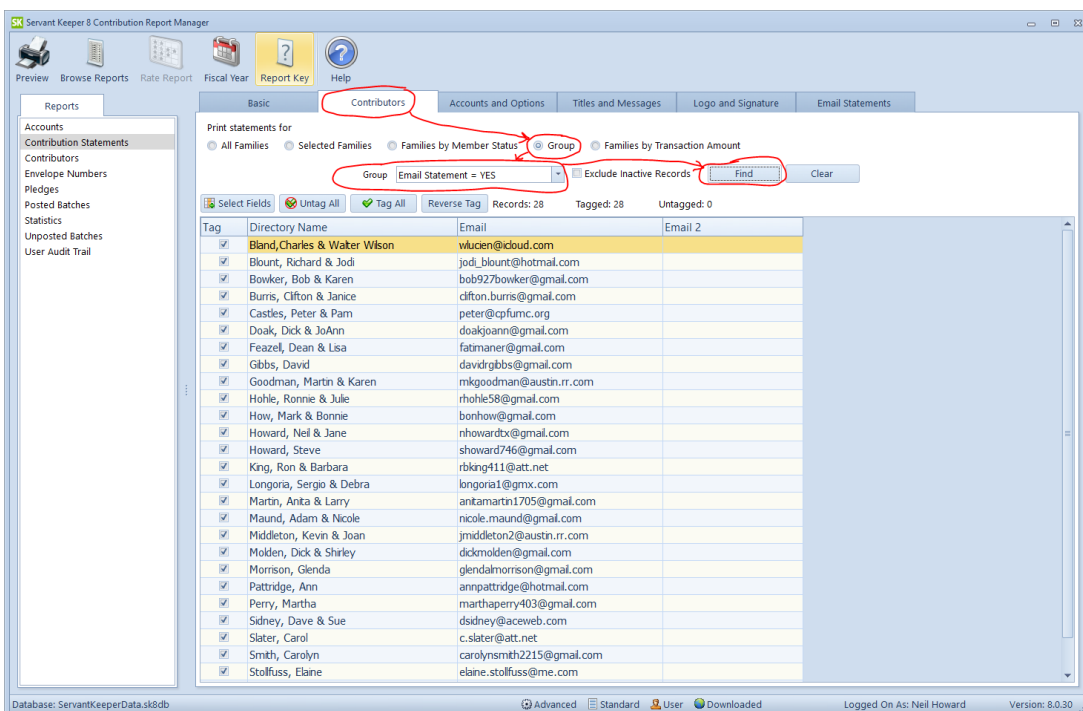 SK Servant Keeper 8 Contribution Report Manager
Preview Browse Reports Rate Report Fiscal Year Report Key Help
Reports
Accounts
Contribution Statements
Contributors
Envelope Numbers
Pledges
Posted Batches
Statistics
Unposted Batches
User Audit Trail
Basic Contributors Accounts and Options Titles and Messages Logo and Signature Email Statements
Print statements for
All Families Selected Families Families by Member Status Group Families by Transaction Amount
Group Email Statement = YES Exclude Inactive Records Find Clear
Select Fields Untag All Tag All Reverse Tag Records: 28 Tagged: 28 Untagged: 0
Tag Directory Name Email Email 2
Bland,Charles & Walter Wilson wlucien@icloud.com
Blount, Richard & Jodi jodi_blount@hotmail.com
Bowker, Bob & Karen bob927bowker@gmail.com
Burris, Clifton & Janice clifton.burris@gmail.com
Castles, Peter & Pam peter@cpfumc.org
Doak, Dick & JoAnn doakjoann@gmail.com
Feazell, Dean & Lisa fatimaner@gmail.com
Gibbs, David davidrgibbs@gmail.com
Goodman, Martin & Karen mkgoodman@austin.rr.com
Hohle, Ronnie & Julie rhohle58@gmail.com
How, Mark & Bonnie bonhow@gmail.com
Howard, Neil & Jane nhowardtx@gmail.com
Howard, Steve showard746@gmail.com
King, Ron & Barbara rbking411@att.net
Longoria, Sergio & Debra longoria1@gmx.com
Martin, Anita & Larry anitamartin1705@gmail.com
Maund, Adam & Nicole nicole.maund@gmail.com
Middleton, Kevin & Joan jmiddleton2@austin.rr.com
Molden, Dick & Shirley dickmolden@gmail.com
Morrison, Glenda glendalmorrison@gmail.com
Pattridge, Ann annpattridge@hotmail.com
Perry, Martha marthaperry403@gmail.com
Sidney, Dave & Sue dsidney@aceweb.com
Slater, Carol c.slater@att.net
Smith, Carolyn carolynsmith2215@gmail.com
Stollfuss, Elaine elaine.stollfuss@me.com
Database: ServantKeeperData.sk8db Advanced Standard User Downloaded Logged On As: Neil Howard Version: 8.0.30